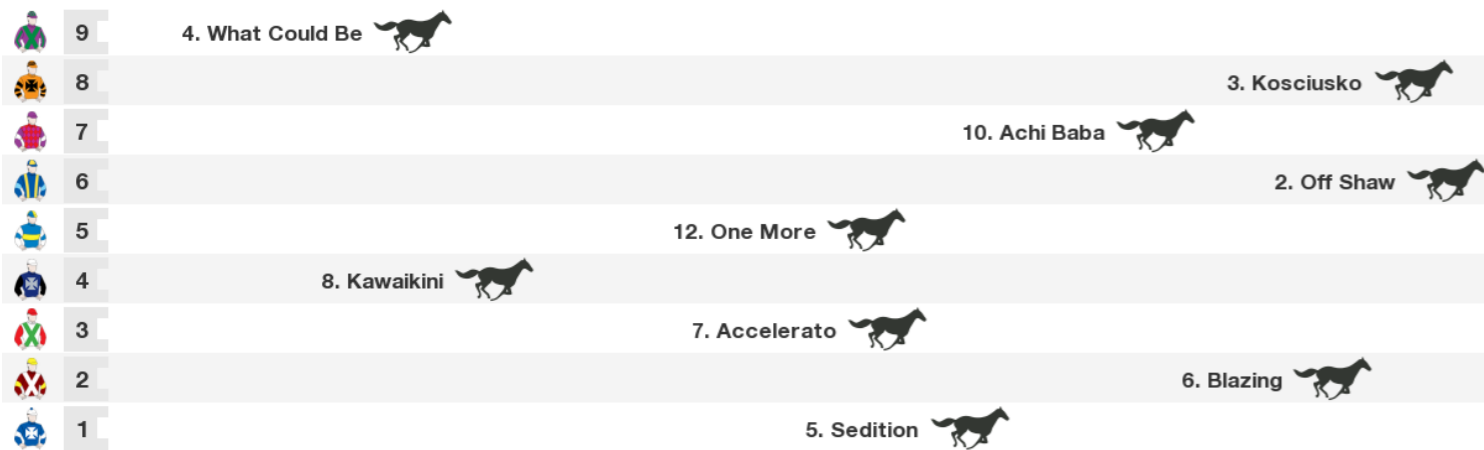 9 4. What Could Be
8 3. Kosciusko
7 10. Achi Baba
6 2. Off Shaw
5 12. One More
4 8. Kawaikini
3 7. Accelerato
2 6. Blazing
1 5. Sedition